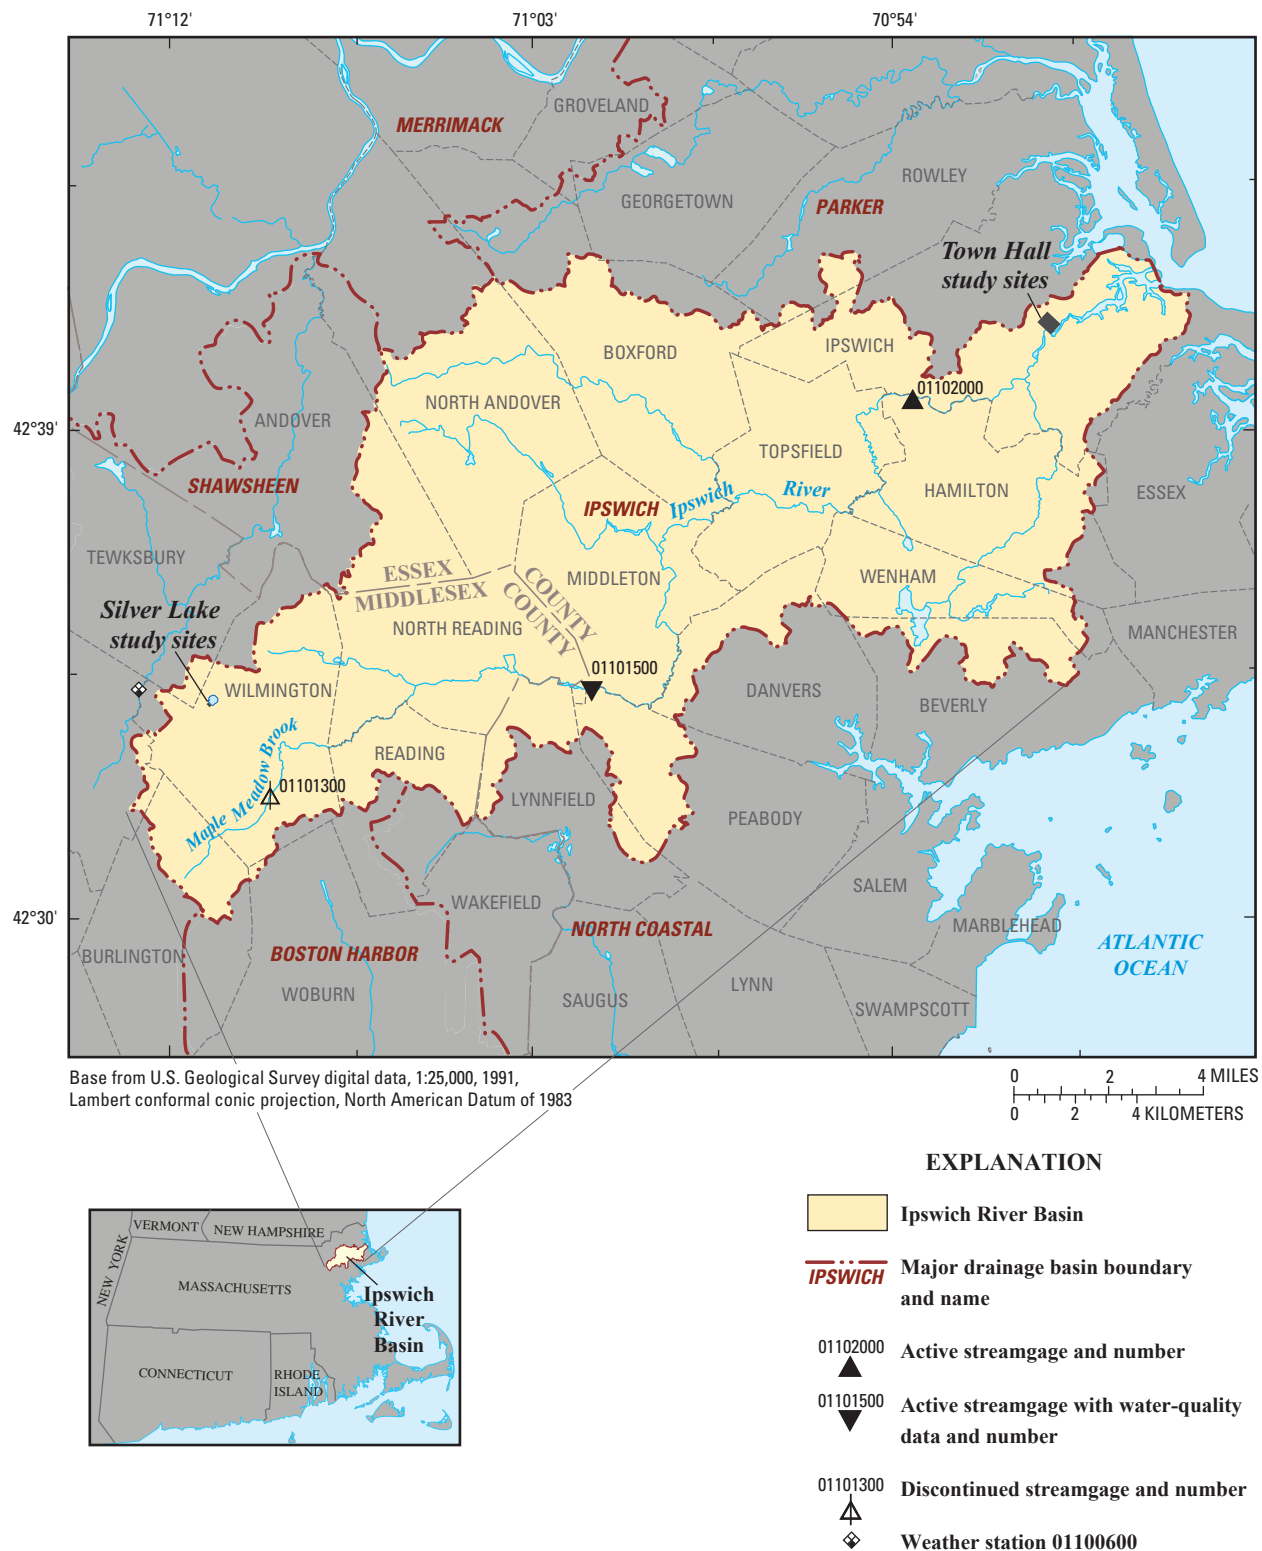 71°12'
71°03'
70°54'
GROVELAND
MERRIMACK
ROWLEY
GEORGETOWN
PARKER
Town Hall
study sites
IPSWICH
BOXFORD
01102000
NORTH ANDOVER
42°39'
ANDOVER
TOPSFIELD
SHAWSHEEN
Ipswich River
HAMILTON
ESSEX
IPSWICH
TEWKSBURY
ESSEX COUNTY
MIDDLESEX COUNTY
MIDDLETON
WENHAM
Silver Lake
study sites
NORTH READING
MANCHESTER
01101500
WILMINGTON
DANVERS
BEVERLY
Maple Meadow Brook
READING
01101300
LYNNFIELD
PEABODY
SALEM
WAKEFIELD
42°30'
NORTH COASTAL
MARBLEHEAD
ATLANTIC
OCEAN
BURLINGTON
BOSTON HARBOR
WOBURN
SAUGUS
LYNN
SWAMPSCOTT
Base from U.S. Geological Survey digital data, 1:25,000, 1991,
Lambert conformal conic projection, North American Datum of 1983
0 2 4 MILES
0 2 4 KILOMETERS
VERMONT
NEW HAMPSHIRE
NEW YORK
MASSACHUSETTS
Ipswich
River
Basin
CONNECTICUT
RHODE
ISLAND
EXPLANATION
Ipswich River Basin
IPSWICH
Major drainage basin boundary
and name
01102000
Active streamgage and number
01101500
Active streamgage with water-quality
data and number
01101300
Discontinued streamgage and number
Weather station 01100600